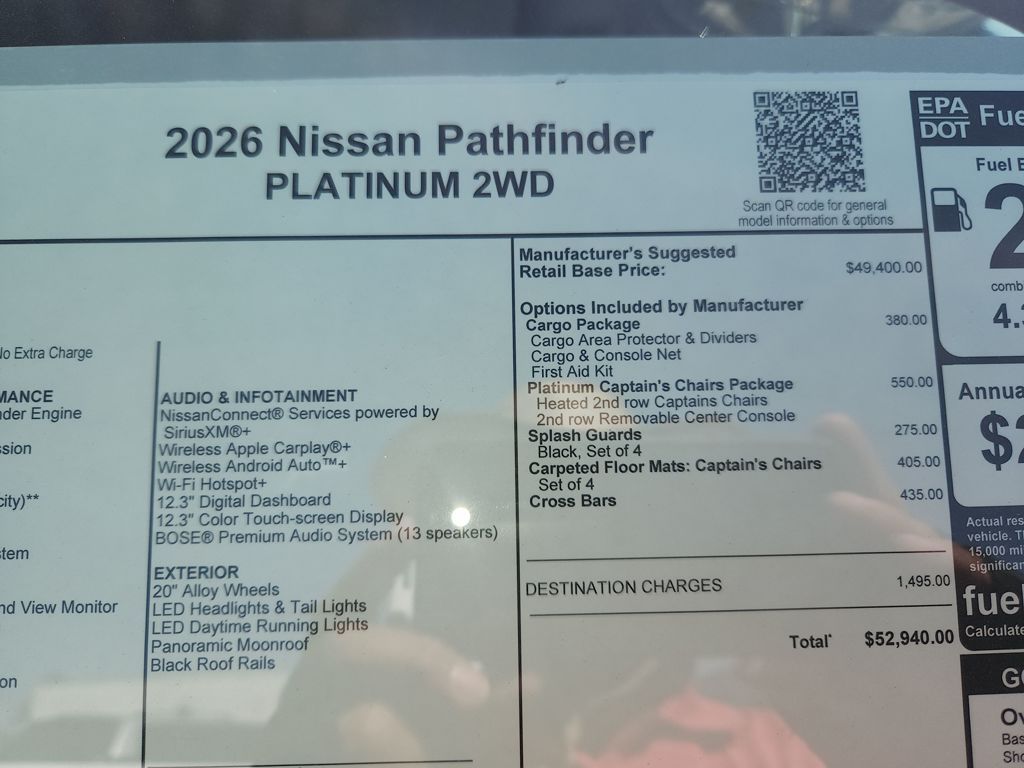 2026 Nissan Pathfinder
PLATINUM 2WD
Scan QR code for general
model information & options
No Extra Charge
MANCE
nder Engine
ssion
city)**
stem
nd View Monitor
on
AUDIO & INFOTAINMENT
NissanConnect® Services powered by
SiriusXM®+
Wireless Apple Carplay®+
Wireless Android Auto™+
Wi-Fi Hotspot+
12.3" Digital Dashboard
12.3" Color Touch-screen Display
BOSE® Premium Audio System (13 speakers)
EXTERIOR
20" Alloy Wheels
LED Headlights & Tail Lights
LED Daytime Running Lights
Panoramic Moonroof
Black Roof Rails
Manufacturer's Suggested
Retail Base Price: $49,400.00
Options Included by Manufacturer
Cargo Package 380.00
Cargo Area Protector & Dividers
Cargo & Console Net
First Aid Kit
Platinum Captain's Chairs Package 550.00
Heated 2nd row Captains Chairs
2nd row Removable Center Console
Splash Guards 275.00
Black, Set of 4
Carpeted Floor Mats: Captain's Chairs 405.00
Set of 4
Cross Bars 435.00
DESTINATION CHARGES 1,495.00
Total* $52,940.00
EPA
DOT
Fue
Fuel E
2
comb
4.
Annua
$2
Actual res
vehicle. T
15,000 mi
significan
fue
Calculate
GO
Ov
Bas
Sho